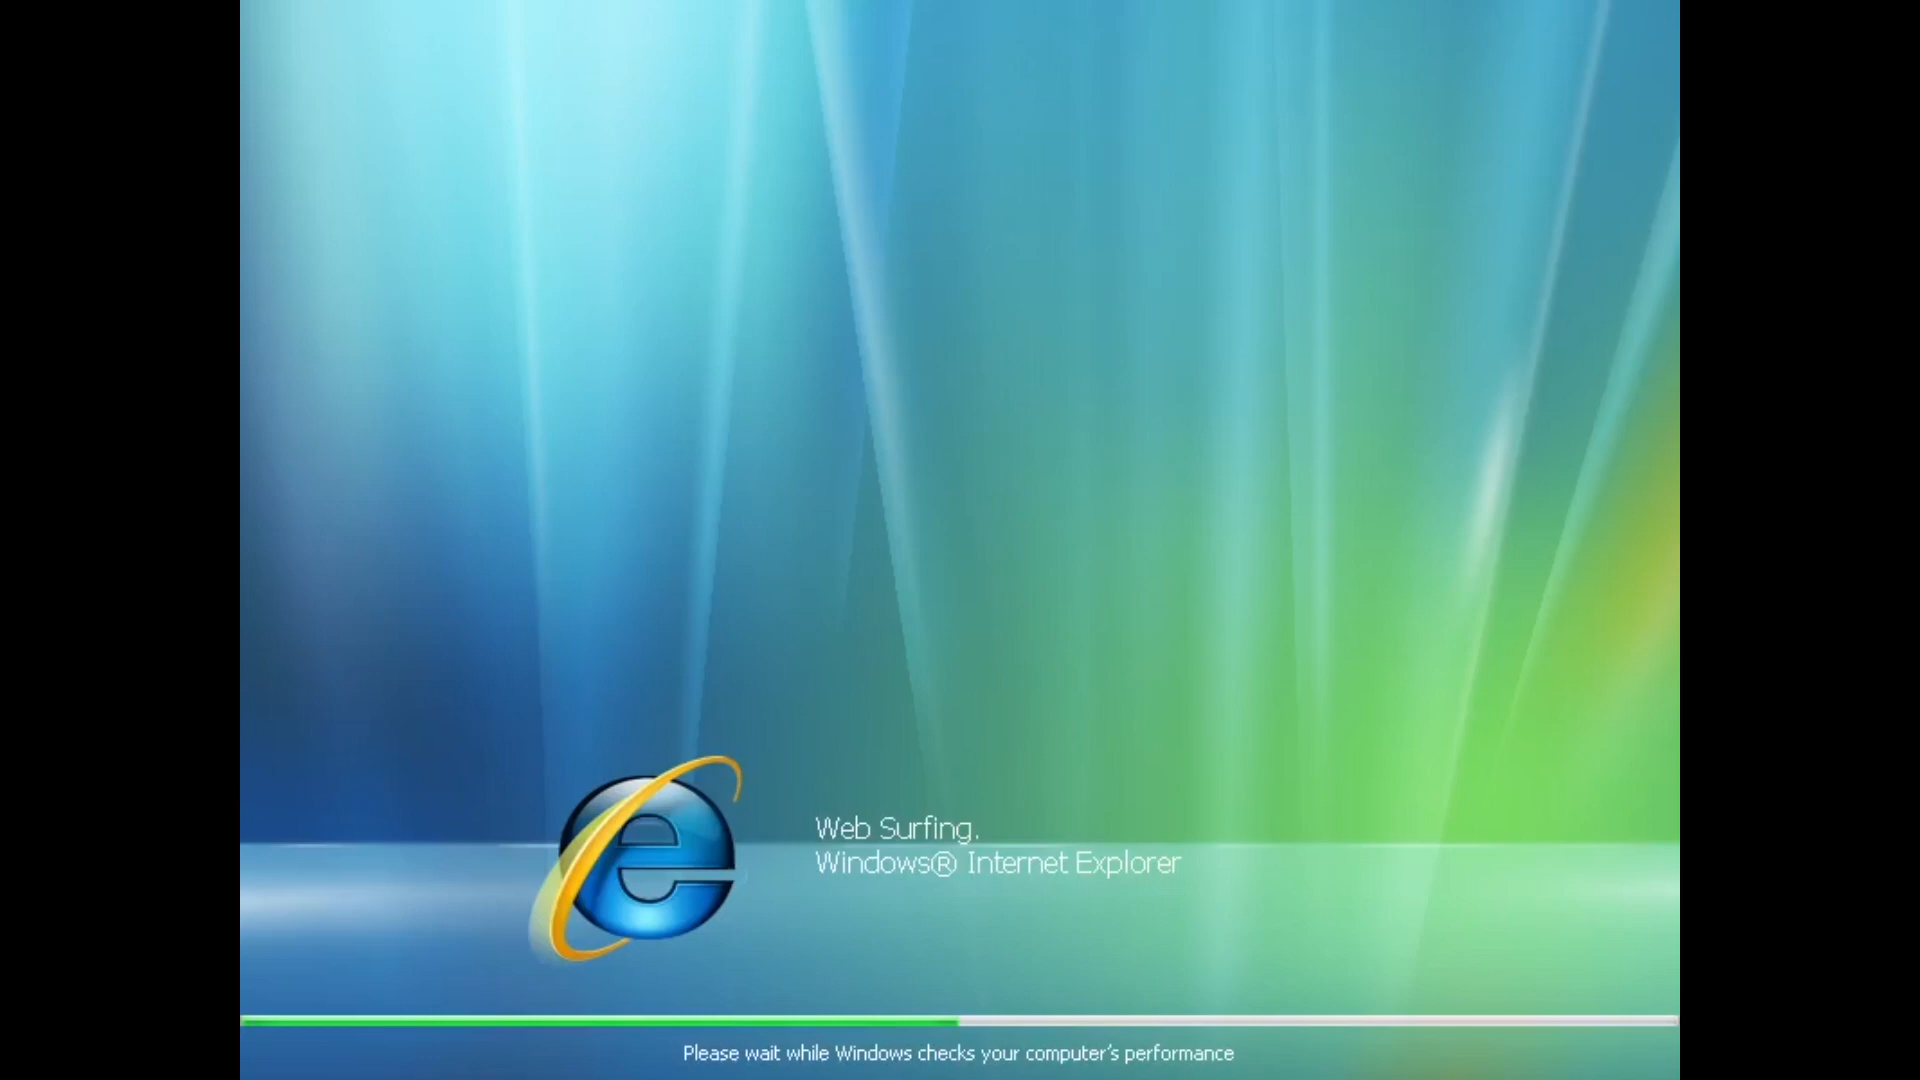 Web Surfing.
Windows® Internet Explorer
Please wait while Windows checks your computer's performance